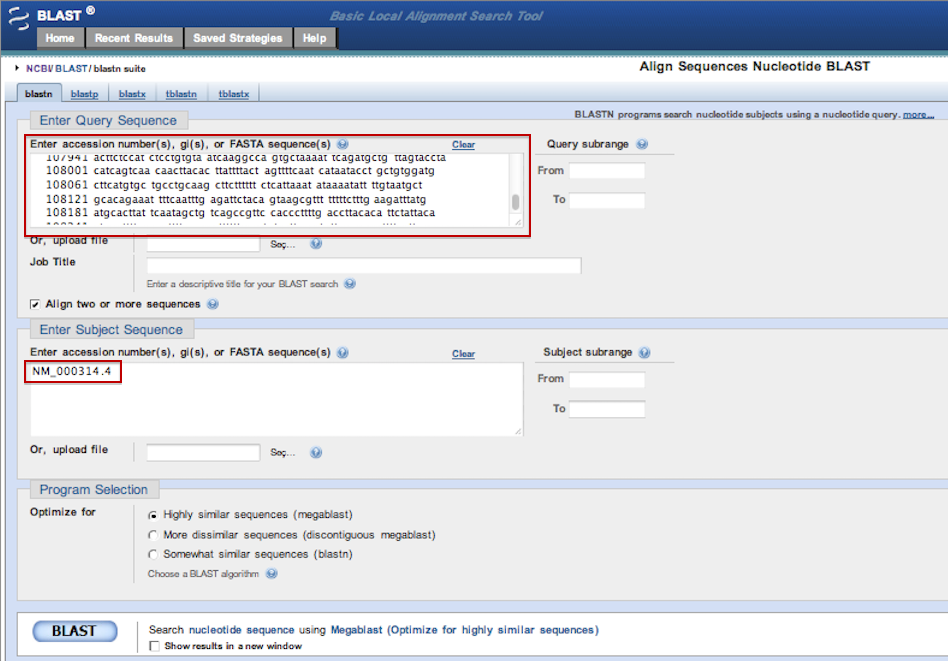 BLAST ®
Basic Local Alignment Search Tool
Home Recent Results Saved Strategies Help
NCBI/ BLAST/ blastn suite
Align Sequences Nucleotide BLAST
blastn blastp blastx tblastn tblastx
Enter Query Sequence
BLASTN programs search nucleotide subjects using a nucleotide query. more...
Enter accession number(s), gi(s), or FASTA sequence(s) Clear Query subrange
107941 acttctccat ctcctgtgta atcaaggcca gtgctaaaat tcagatgctg ttagtaccta
108001 catcagtcaa caacttacac ttattttact agttttcaat cataatacct gctgtggatg
108061 cttcatgtgc tgcctgcaag cttctttttt ctcattaaat ataaaatatt ttgtaatgct
108121 gcacagaaat tttcaatttg agattctaca gtaagcgttt tttttctttg aagatttatg
108181 atgcacttat tcaatagctg tcagccgttc caccctttttg accttacaca ttctattaca
From
To
Or, upload file Seç...
Job Title
Enter a descriptive title for your BLAST search
Align two or more sequences
Enter Subject Sequence
Enter accession number(s), gi(s), or FASTA sequence(s) Clear Subject subrange
NM_000314.4
From
To
Or, upload file Seç...
Program Selection
Optimize for
Highly similar sequences (megablast)
More dissimilar sequences (discontiguous megablast)
Somewhat similar sequences (blastn)
Choose a BLAST algorithm
BLAST
Search nucleotide sequence using Megablast (Optimize for highly similar sequences)
Show results in a new window